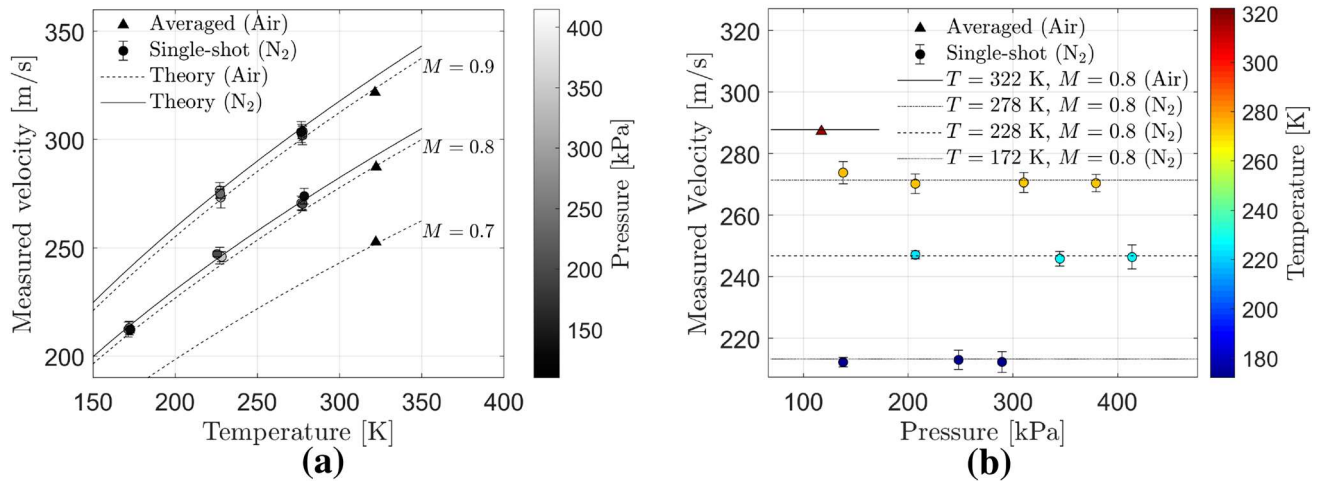 Averaged (Air)
Single-shot (N₂)
Theory (Air)
Theory (N₂)
M = 0.9
M = 0.8
M = 0.7
350
300
250
200
150
200
250
300
350
400
Measured velocity [m/s]
Temperature [K]
400
350
300
250
200
150
Pressure [kPa]
(a)
Averaged (Air)
Single-shot (N₂)
T = 322 K, M = 0.8 (Air)
T = 278 K, M = 0.8 (N₂)
T = 228 K, M = 0.8 (N₂)
T = 172 K, M = 0.8 (N₂)
320
300
280
260
240
220
100
200
300
400
Measured Velocity [m/s]
Pressure [kPa]
320
300
280
260
240
220
200
180
Temperature [K]
(b)